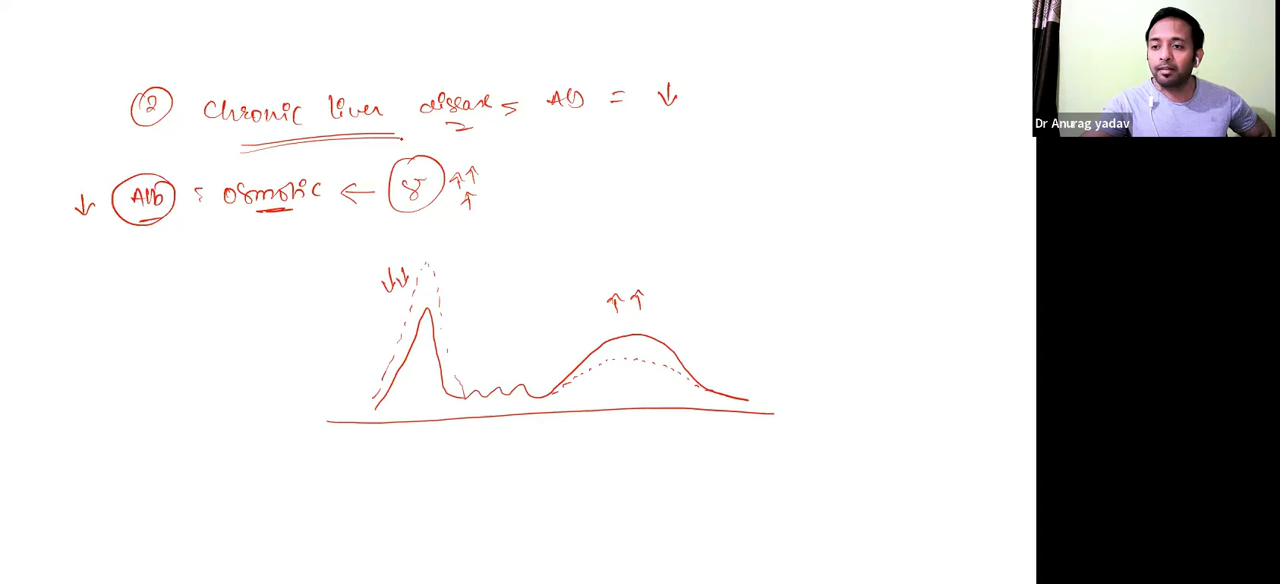 ② Chronic liver disease, Alb = ↓
↓ Alb : osmotic ← γ ↑↑ ↑
↓↓
↑↑
Dr Anurag yadav